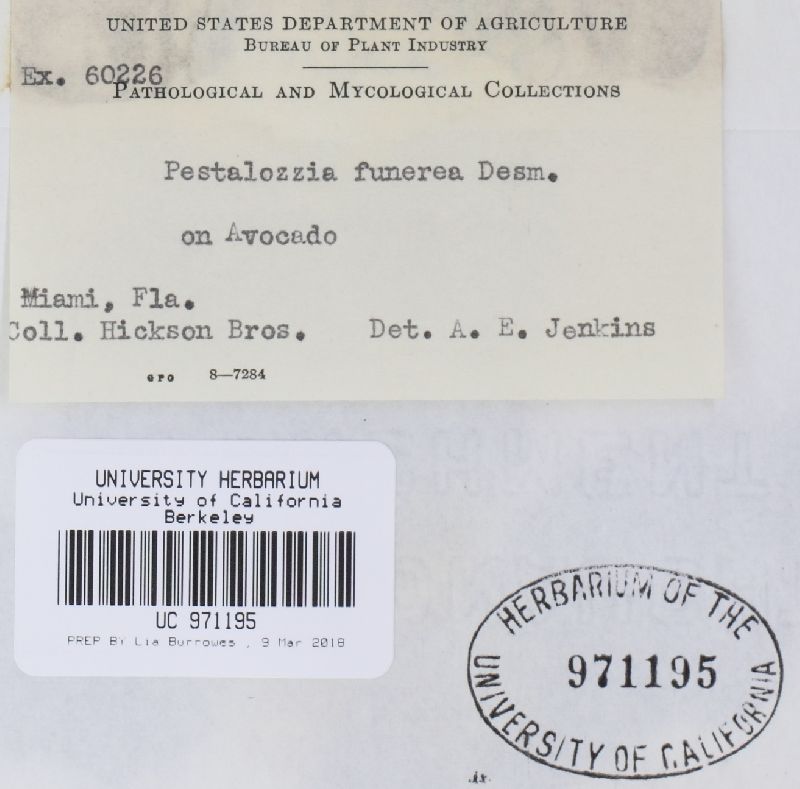 UNITED STATES DEPARTMENT OF AGRICULTURE
BUREAU OF PLANT INDUSTRY
Ex. 60226
PATHOLOGICAL AND MYCOLOGICAL COLLECTIONS
Pestalozzia funerea Desm.
on Avocado
Miami, Fla.
Coll. Hickson Bros. Det. A. E. Jenkins
GPO 8—7284
UNIVERSITY HERBARIUM
University of California
Berkeley
UC 971195
PREP BY Lia Burrowes , 9 Mar 2018
HERBARIUM OF THE
971195
UNIVERSITY OF CALIFORNIA